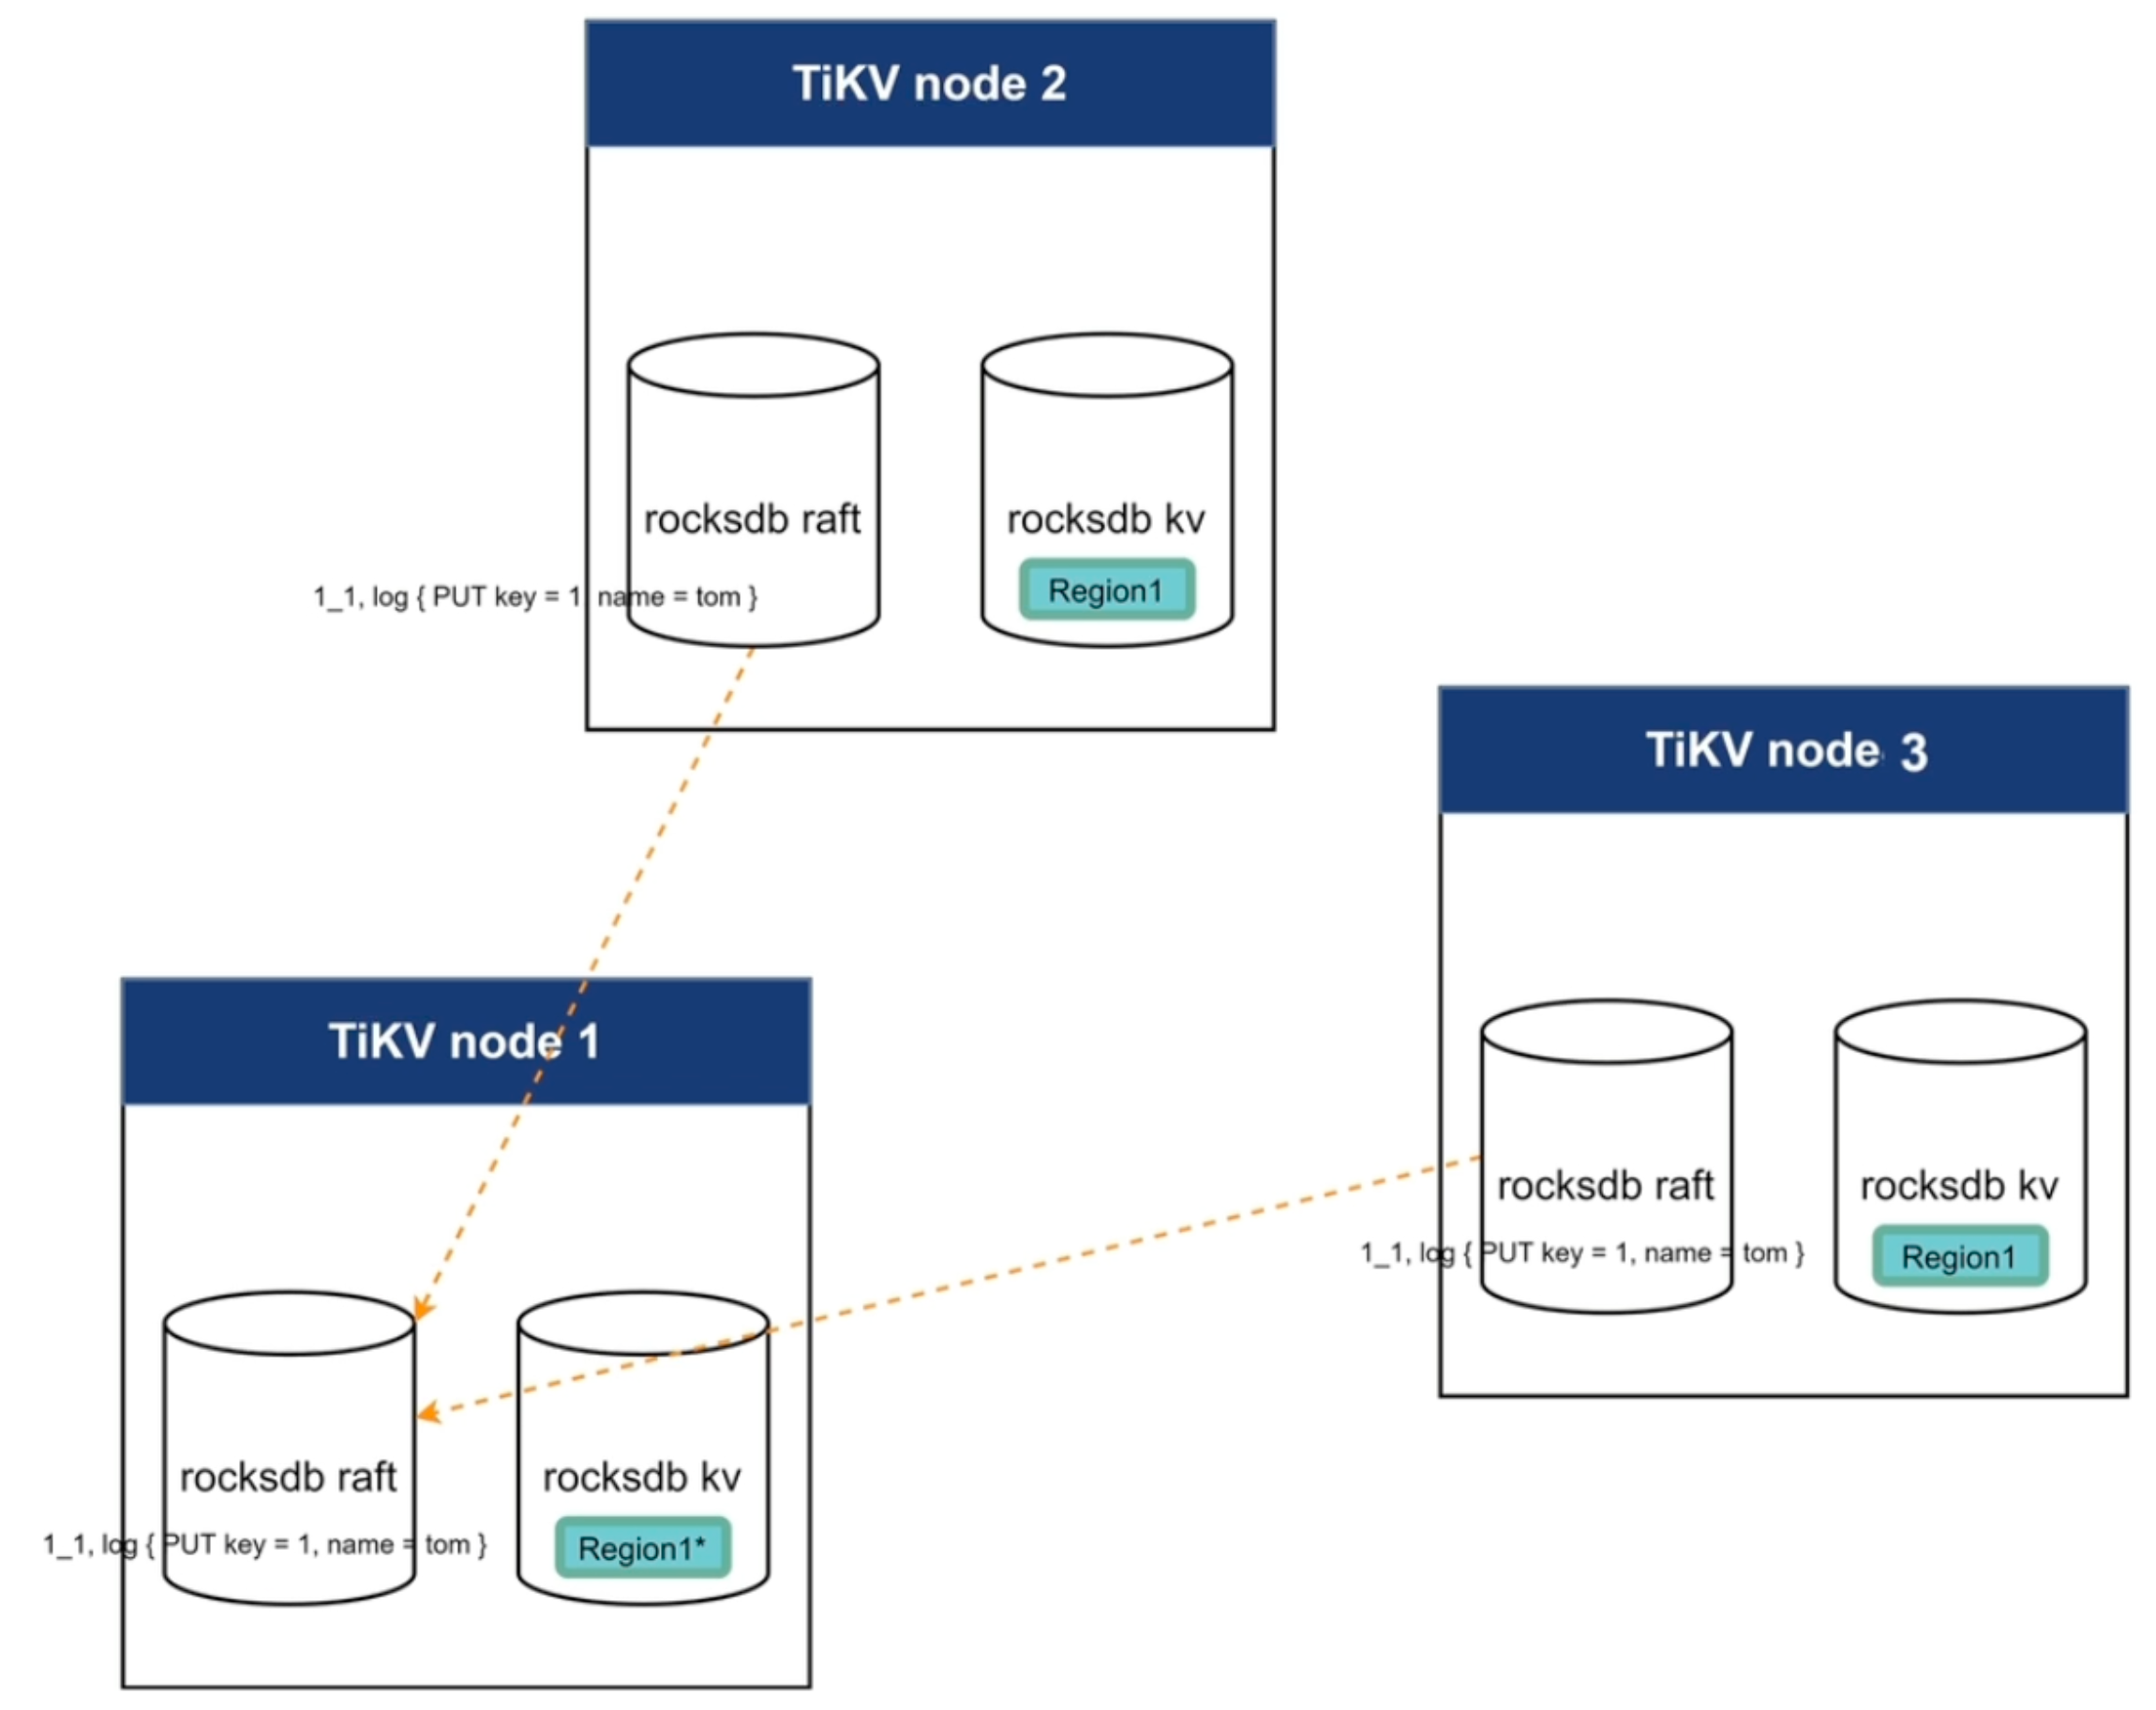 TiKV node 2
rocksdb raft
rocksdb kv
1_1, log { PUT key = 1, name = tom }
Region1
TiKV node 3
rocksdb raft
rocksdb kv
1_1, log { PUT key = 1, name = tom }
Region1
TiKV node 1
rocksdb raft
rocksdb kv
1_1, log { PUT key = 1, name = tom }
Region1*